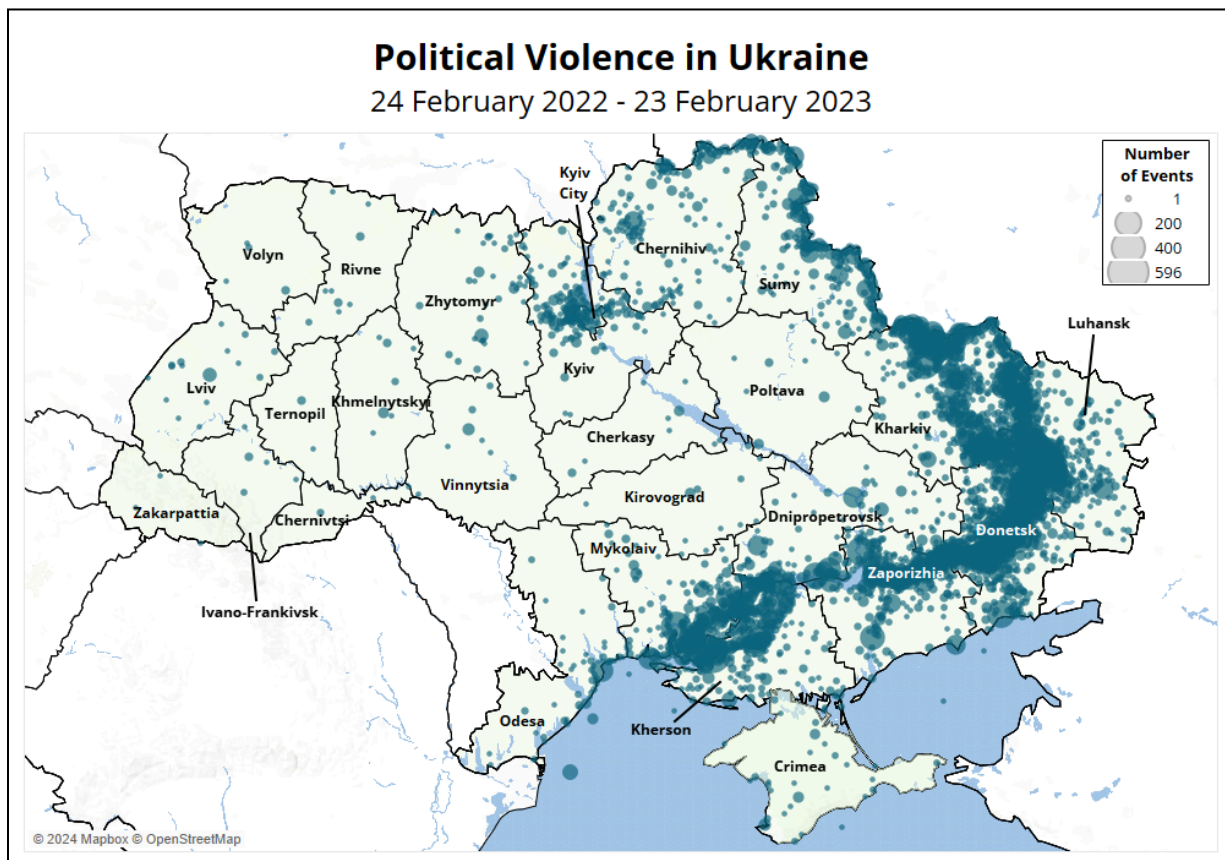 Political Violence in Ukraine
24 February 2022 - 23 February 2023
Number
of Events
1
200
400
596
Kyiv
City
Chernihiv
Volyn
Rivne
Sumy
Zhytomyr
Luhansk
Kyiv
Lviv
Poltava
Khmelnytskyi
Ternopil
Kharkiv
Cherkasy
Vinnytsia
Kirovograd
Zakarpattia
Chernivtsi
Dnipropetrovsk
Donetsk
Mykolaiv
Zaporizhia
Ivano-Frankivsk
Odesa
Kherson
Crimea
© 2024 Mapbox © OpenStreetMap